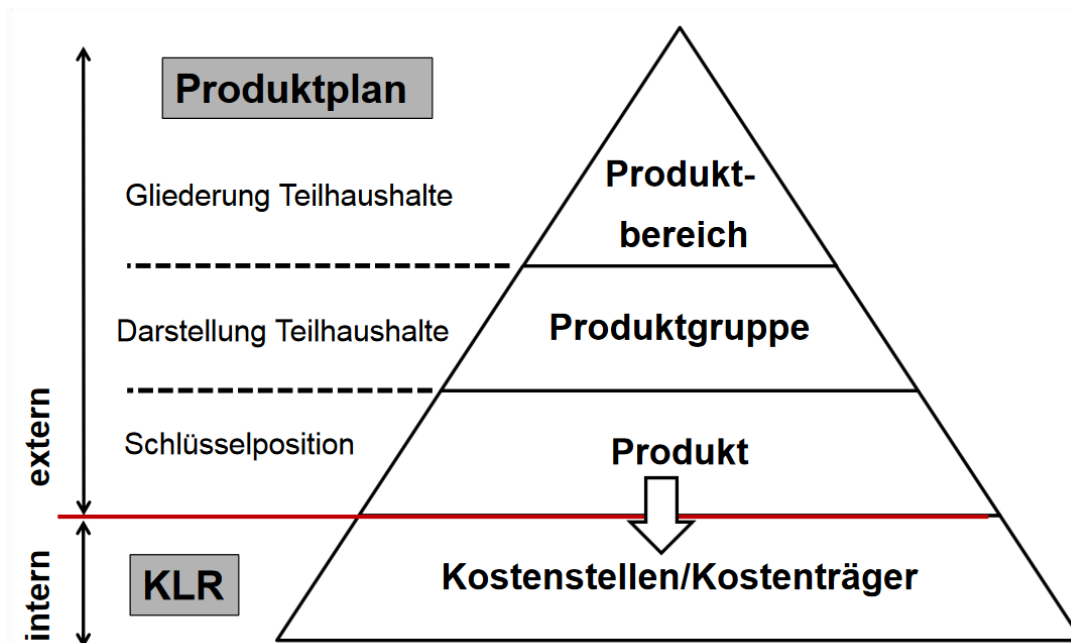 Produktplan
Gliederung Teilhaushalte
Produkt-
bereich
Darstellung Teilhaushalte
Produktgruppe
extern
Schlüsselposition
Produkt
intern
KLR
Kostenstellen/Kostenträger